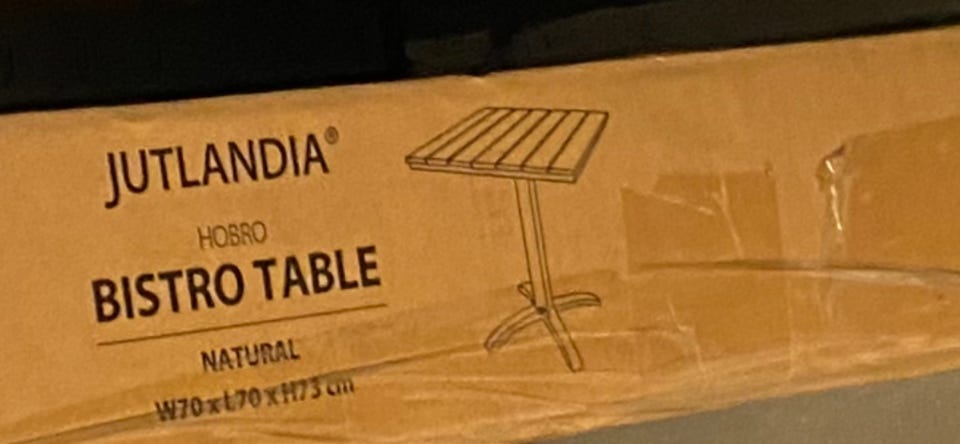 JUTLANDIA®
HOBRO
BISTRO TABLE
NATURAL
W70 x L70 x H73 cm